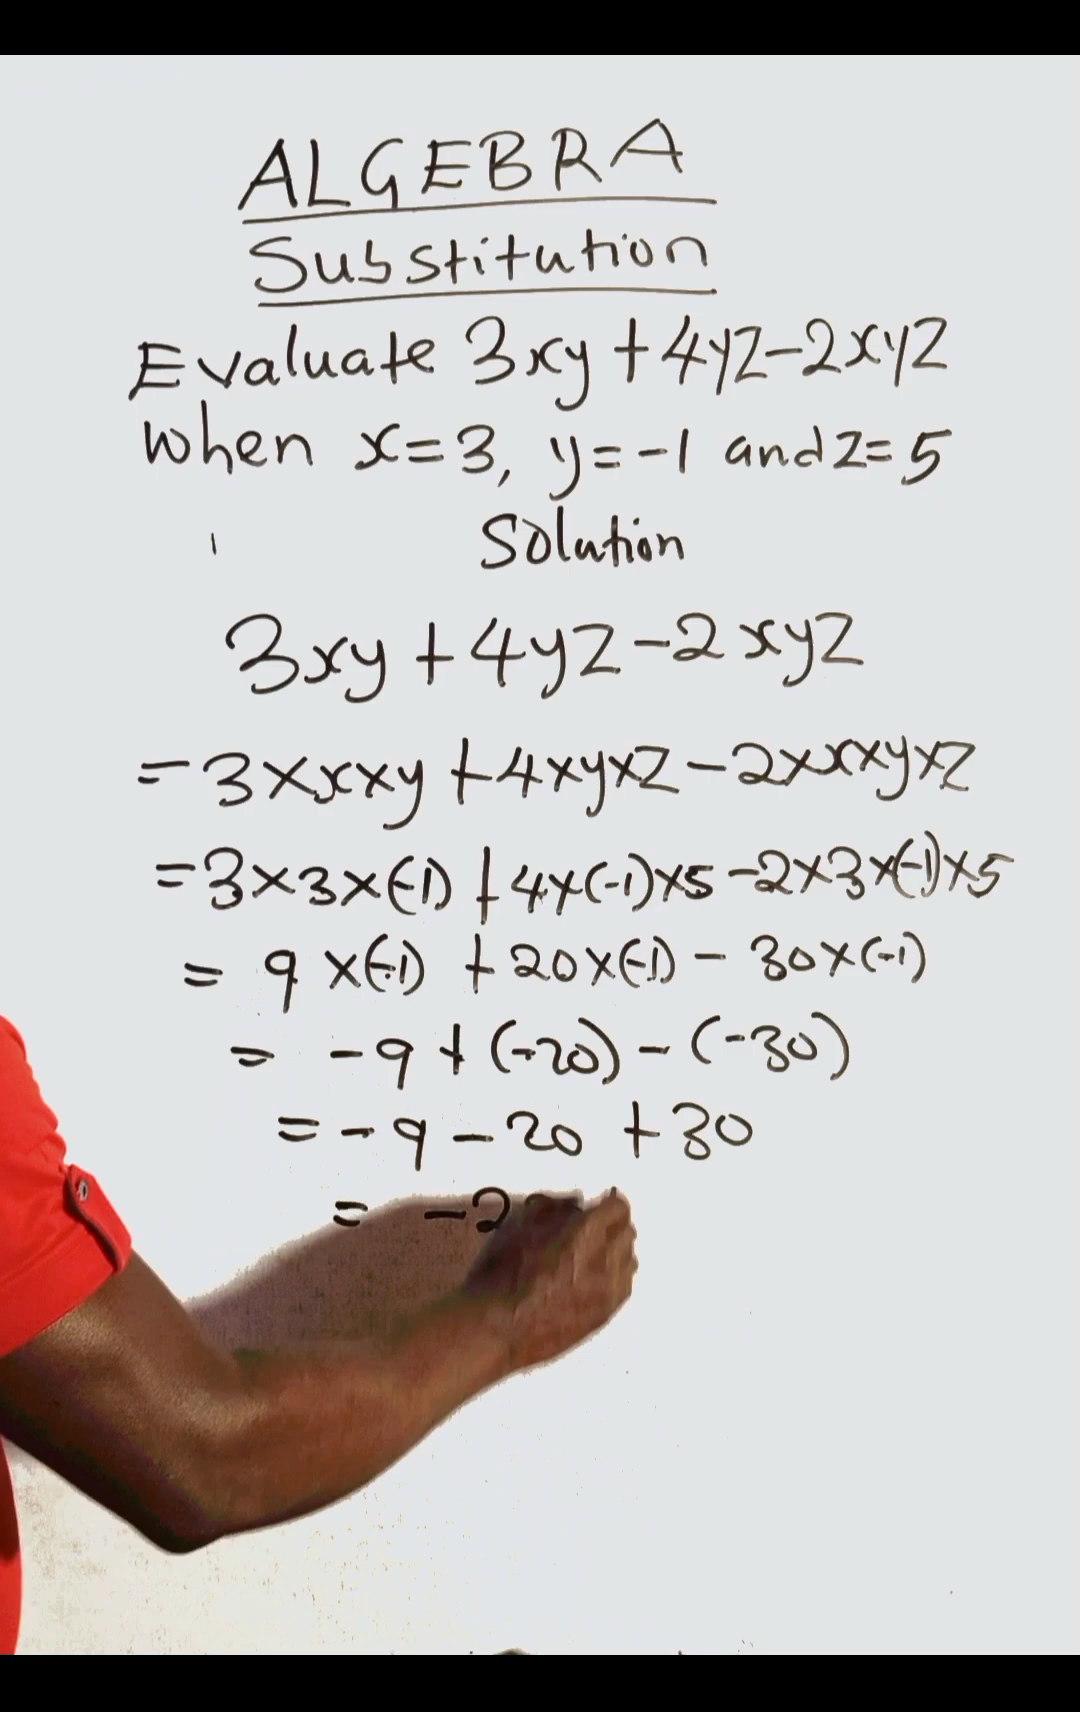 ALGEBRA
Substitution
Evaluate 3xy + 4yz - 2xyz
when x = 3, y = -1 and z = 5
Solution
3xy + 4yz - 2xyz
= 3 × x × y + 4 × y × z - 2 × x × y × z
= 3 × 3 × (-1) + 4 × (-1) × 5 - 2 × 3 × (-1) × 5
= 9 × (-1) + 20 × (-1) - 30 × (-1)
= -9 + (-20) - (-30)
= -9 - 20 + 30
= -2